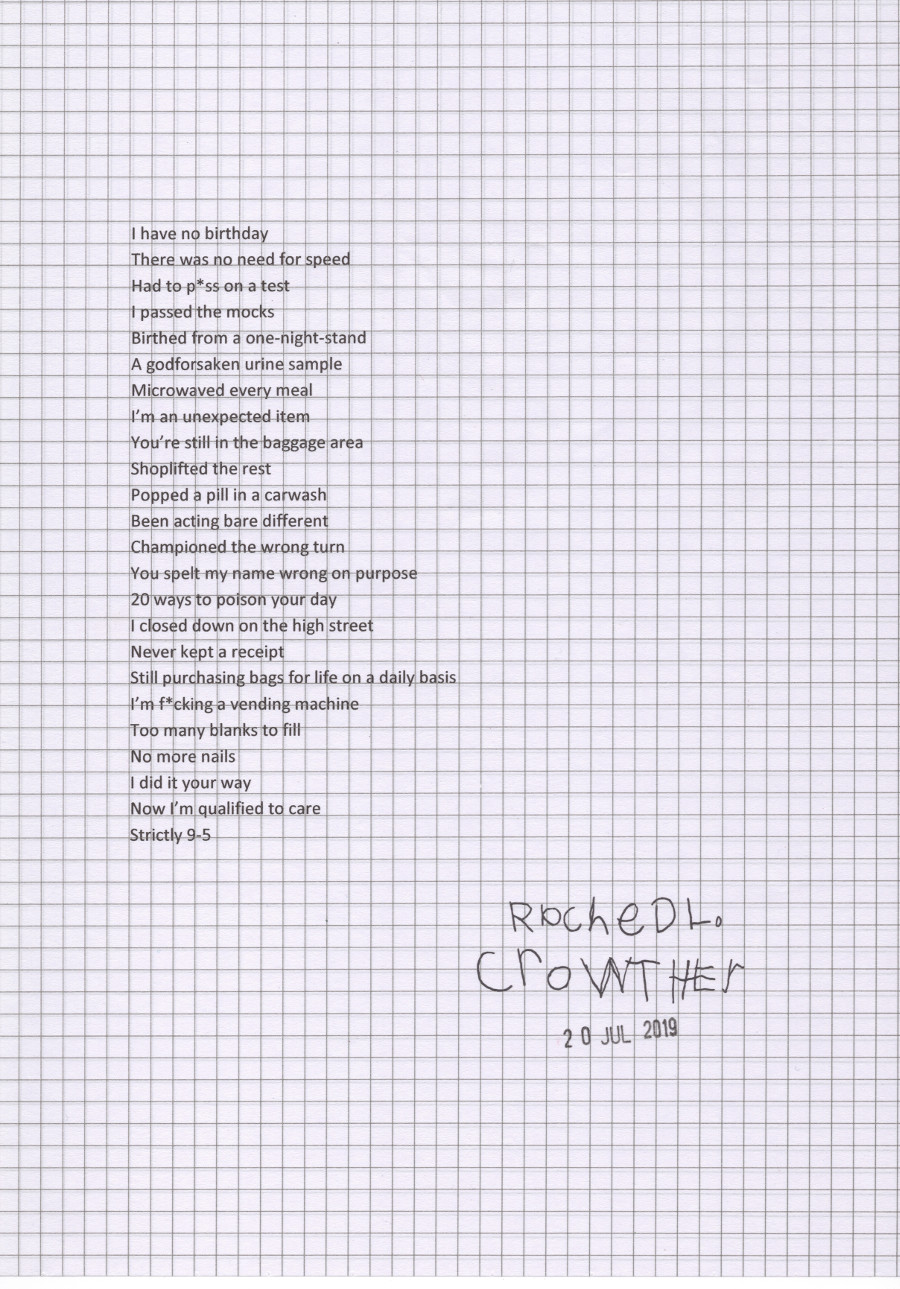 I have no birthday
There was no need for speed
Had to p*ss on a test
I passed the mocks
Birthed from a one-night-stand
A godforsaken urine sample
Microwaved every meal
I'm an unexpected item
You're still in the baggage area
Shoplifted the rest
Popped a pill in a carwash
Been acting bare different
Championed the wrong turn
You spelt my name wrong on purpose
20 ways to poison your day
I closed down on the high street
Never kept a receipt
Still purchasing bags for life on a daily basis
I'm f*cking a vending machine
Too many blanks to fill
No more nails
I did it your way
Now I'm qualified to care
Strictly 9-5
L.
CroWTHEr
20 JUL 2019